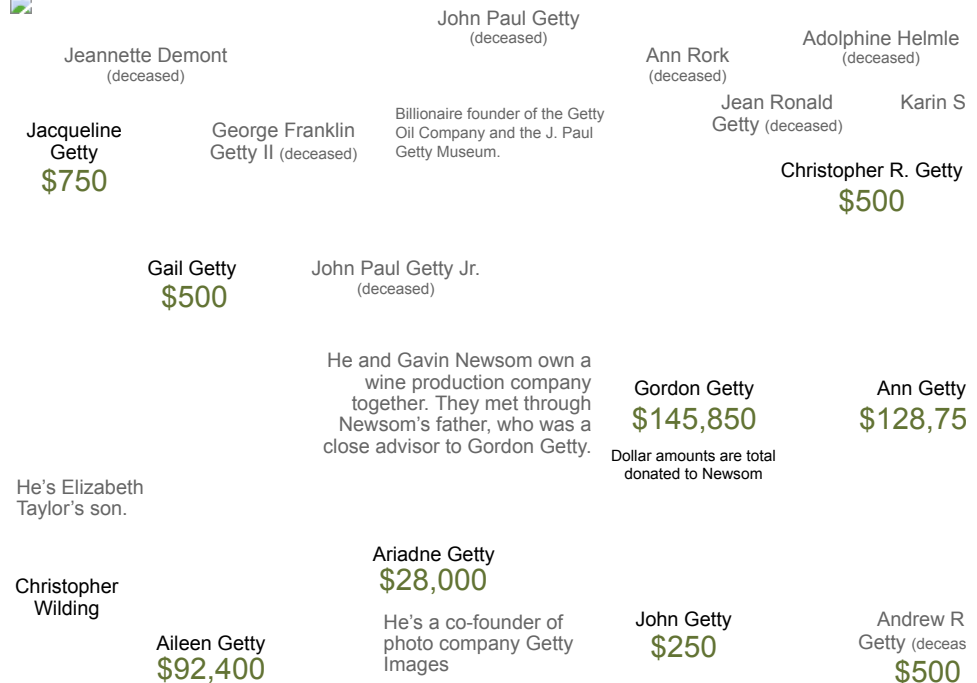 John Paul Getty
(deceased)
Jeannette Demont
(deceased)
Ann Rork
(deceased)
Adolphine Helmle
(deceased)
Jean Ronald
Getty (deceased)
Karin S
Billionaire founder of the Getty
Oil Company and the J. Paul
Getty Museum.
Jacqueline
Getty
$750
George Franklin
Getty II (deceased)
Christopher R. Getty
$500
Gail Getty
$500
John Paul Getty Jr.
(deceased)
He and Gavin Newsom own a
wine production company
together. They met through
Newsom's father, who was a
close advisor to Gordon Getty.
Gordon Getty
$145,850
Dollar amounts are total
donated to Newsom
Ann Getty
$128,75
He's Elizabeth
Taylor's son.
Christopher
Wilding
Aileen Getty
$92,400
Ariadne Getty
$28,000
He's a co-founder of
photo company Getty
Images
John Getty
$250
Andrew R
Getty (deceas
$500